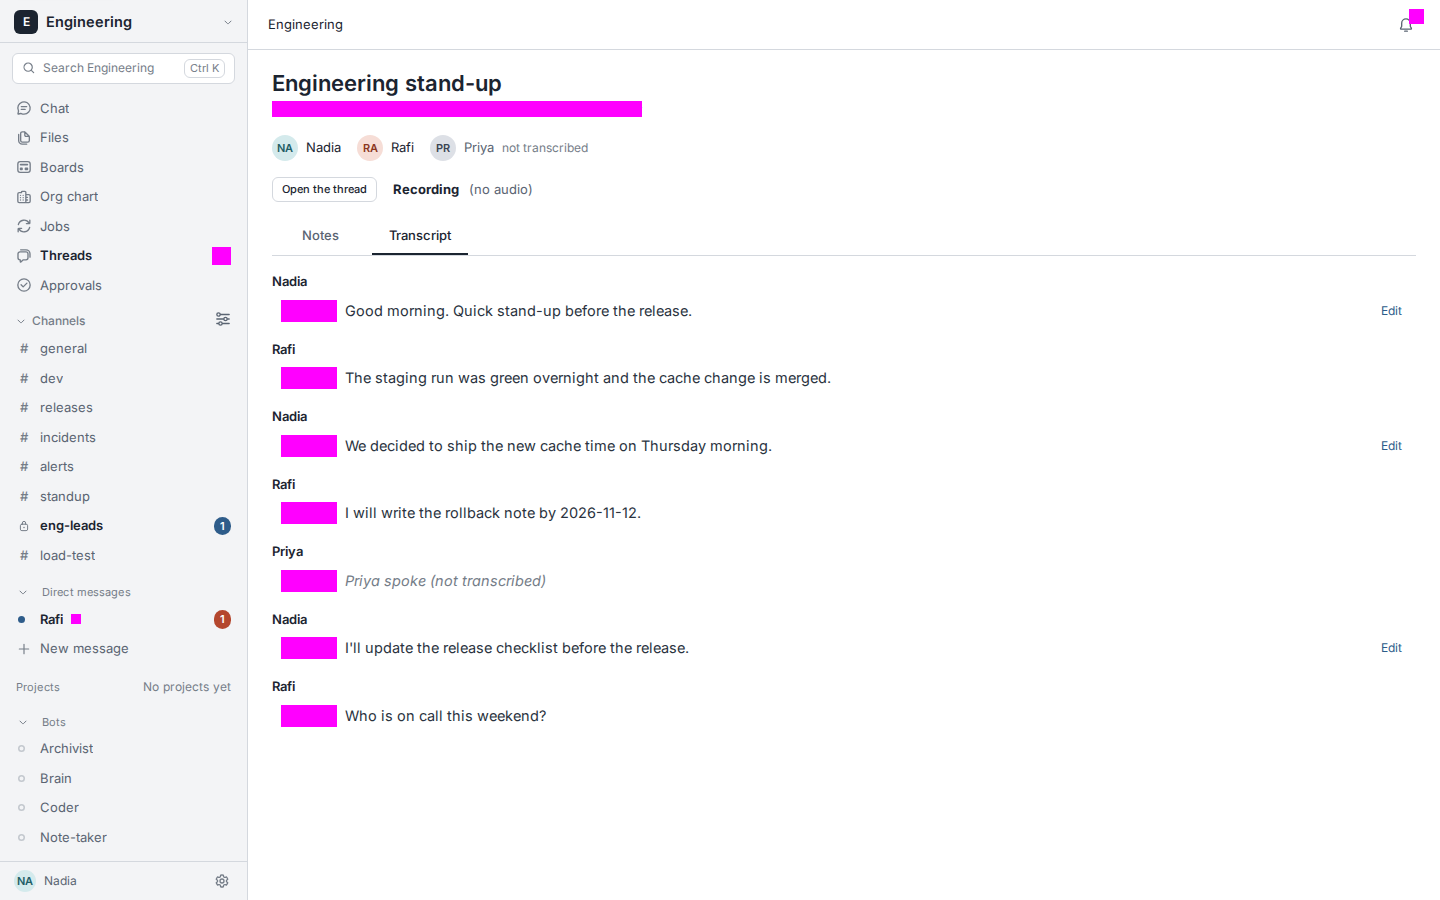 E Engineering
Search Engineering Ctrl K
Chat
Files
Boards
Org chart
Jobs
Threads
Approvals
Channels
# general
# dev
# releases
# incidents
# alerts
# standup
eng-leads 1
# load-test
Direct messages
Rafi 1
New message
Projects No projects yet
Bots
Archivist
Brain
Coder
Note-taker
NA Nadia
Engineering
Engineering stand-up
NA Nadia RA Rafi PR Priya not transcribed
Open the thread Recording (no audio)
Notes Transcript
Nadia
Good morning. Quick stand-up before the release. Edit
Rafi
The staging run was green overnight and the cache change is merged.
Nadia
We decided to ship the new cache time on Thursday morning. Edit
Rafi
I will write the rollback note by 2026-11-12.
Priya
Priya spoke (not transcribed)
Nadia
I'll update the release checklist before the release. Edit
Rafi
Who is on call this weekend?